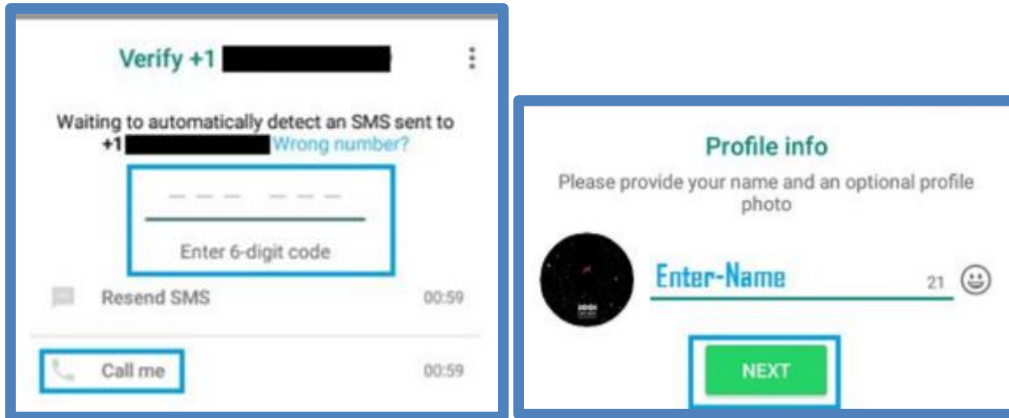 Verify +1
Waiting to automatically detect an SMS sent to
+1 Wrong number?
Enter 6-digit code
Resend SMS 00:59
Call me 00:59
Profile info
Please provide your name and an optional profile
photo
Enter-Name 21
NEXT